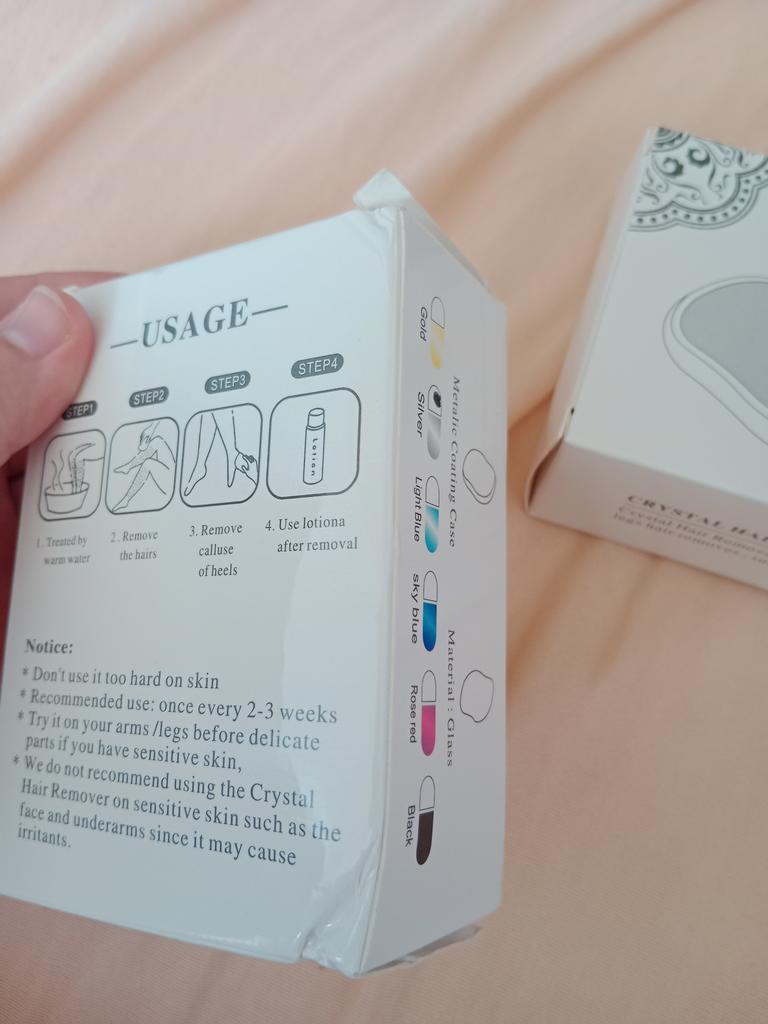 —USAGE—
STEP1
STEP2
STEP3
STEP4
Lotion
1. Treated by
warm water
2. Remove
the hairs
3. Remove
calluse
of heels
4. Use lotiona
after removal
Notice:
* Don't use it too hard on skin
* Recommended use: once every 2-3 weeks
* Try it on your arms /legs before delicate
parts if you have sensitive skin,
* We do not recommend using the Crystal
Hair Remover on sensitive skin such as the
face and underarms since it may cause
irritants.
Metalic Coating Case
Material : Glass
Gold
Silver
Light Blue
sky blue
Rose red
Black
CRYSTAL HAI
Crystal Hair Remov
legs hair removes